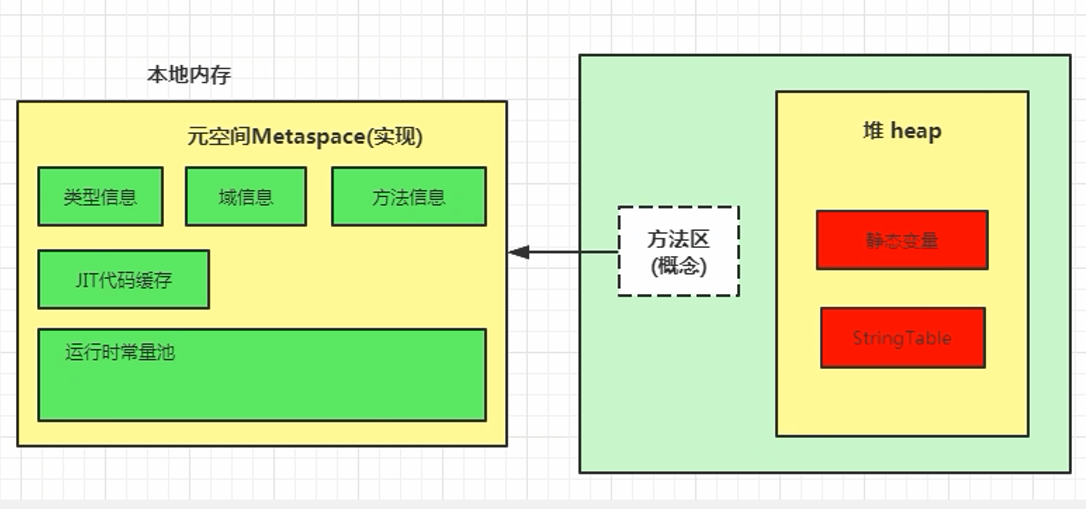 本地内存
元空间Metaspace(实现)
类型信息
域信息
方法信息
JIT代码缓存
运行时常量池
方法区
(概念)
堆 heap
静态变量
StringTable